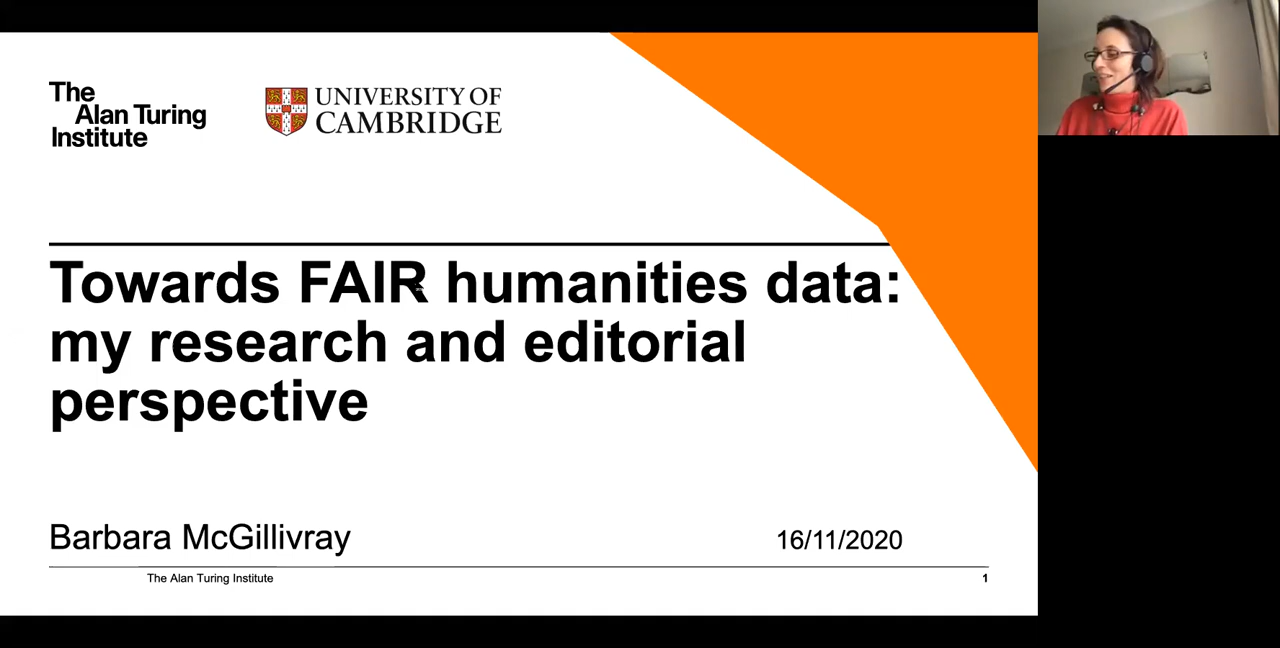 The
Alan Turing
Institute
UNIVERSITY OF
CAMBRIDGE
Towards FAIR humanities data:
my research and editorial
perspective
Barbara McGillivray
16/11/2020
The Alan Turing Institute
1